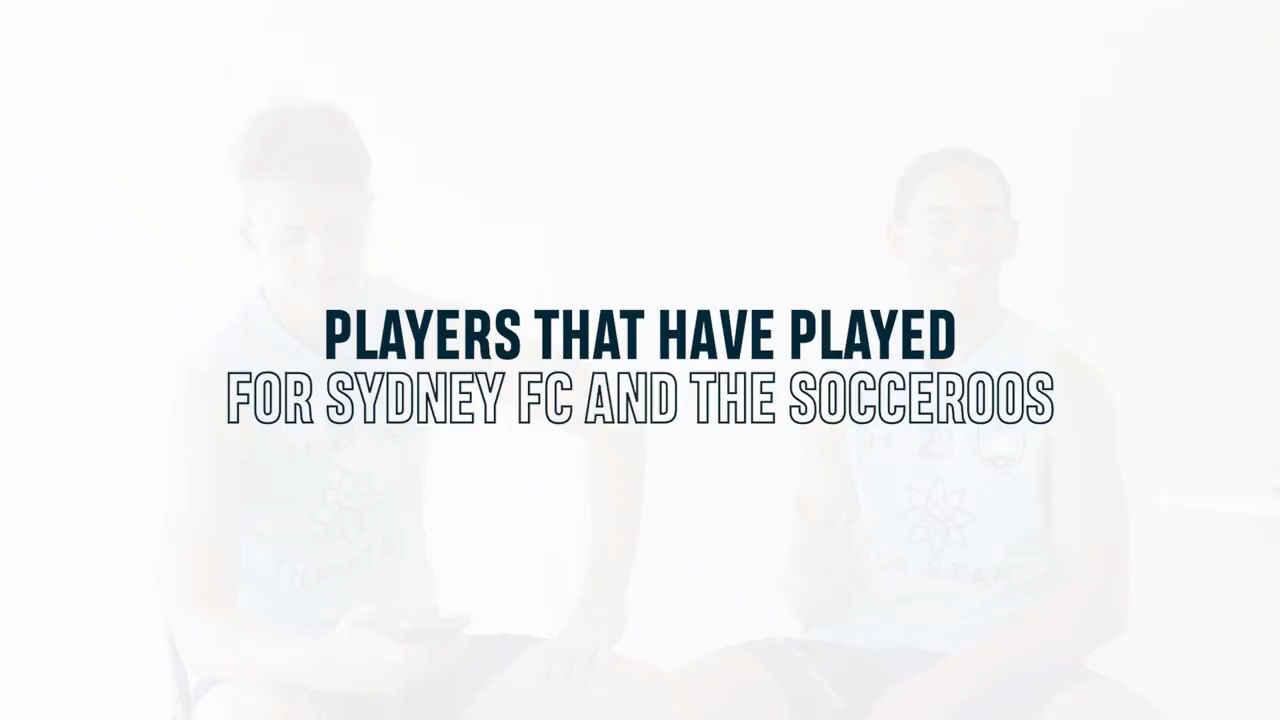 PLAYERS THAT HAVE PLAYED
FOR SYDNEY FC AND THE SOCCEROOS